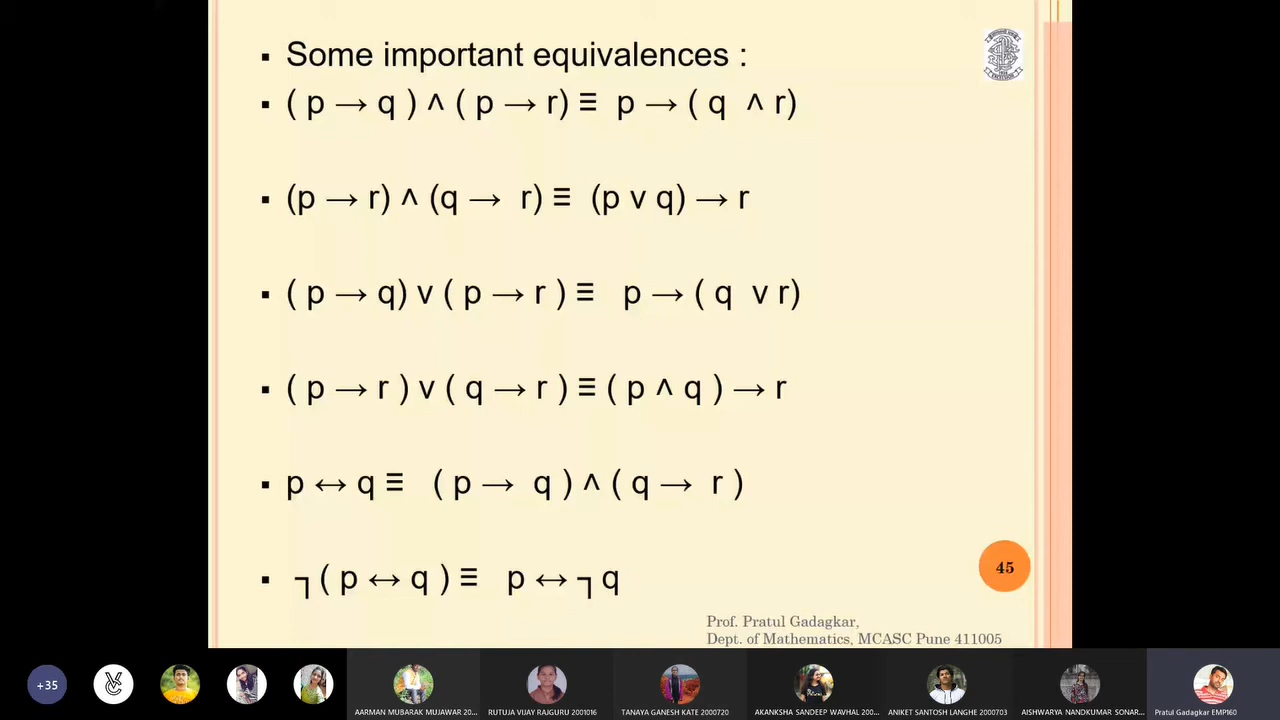 ▪ Some important equivalences :
▪ ( p → q ) ∧ ( p → r) ≡ p → ( q ∧ r)
▪ (p → r) ∧ (q → r) ≡ (p v q) → r
▪ ( p → q) v ( p → r ) ≡ p → ( q v r)
▪ ( p → r ) v ( q → r ) ≡ ( p ∧ q ) → r
▪ p ↔ q ≡ ( p → q ) ∧ ( q → r )
▪ ┐( p ↔ q ) ≡ p ↔ ┐q
45
Prof. Pratul Gadagkar,
Dept. of Mathematics, MCASC Pune 411005
+35
AARMAN MUBARAK MUJAWAR 20...
RUTUJA VIJAY RAJGURU 2001016
TANAYA GANESH KATE 2000720
AKANKSHA SANDEEP WAVHAL 200...
ANIKET SANTOSH LANGHE 2000703
AISHWARYA NANDKUMAR SONAR...
Pratul Gadagkar EMP160